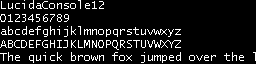 LucidaConsole12
0123456789
abcdefghijklmnopqrstuvwxyz
ABCDEFGHIJKLMNOPQRSTUVWXYZ
The quick brown fox jumped over the l